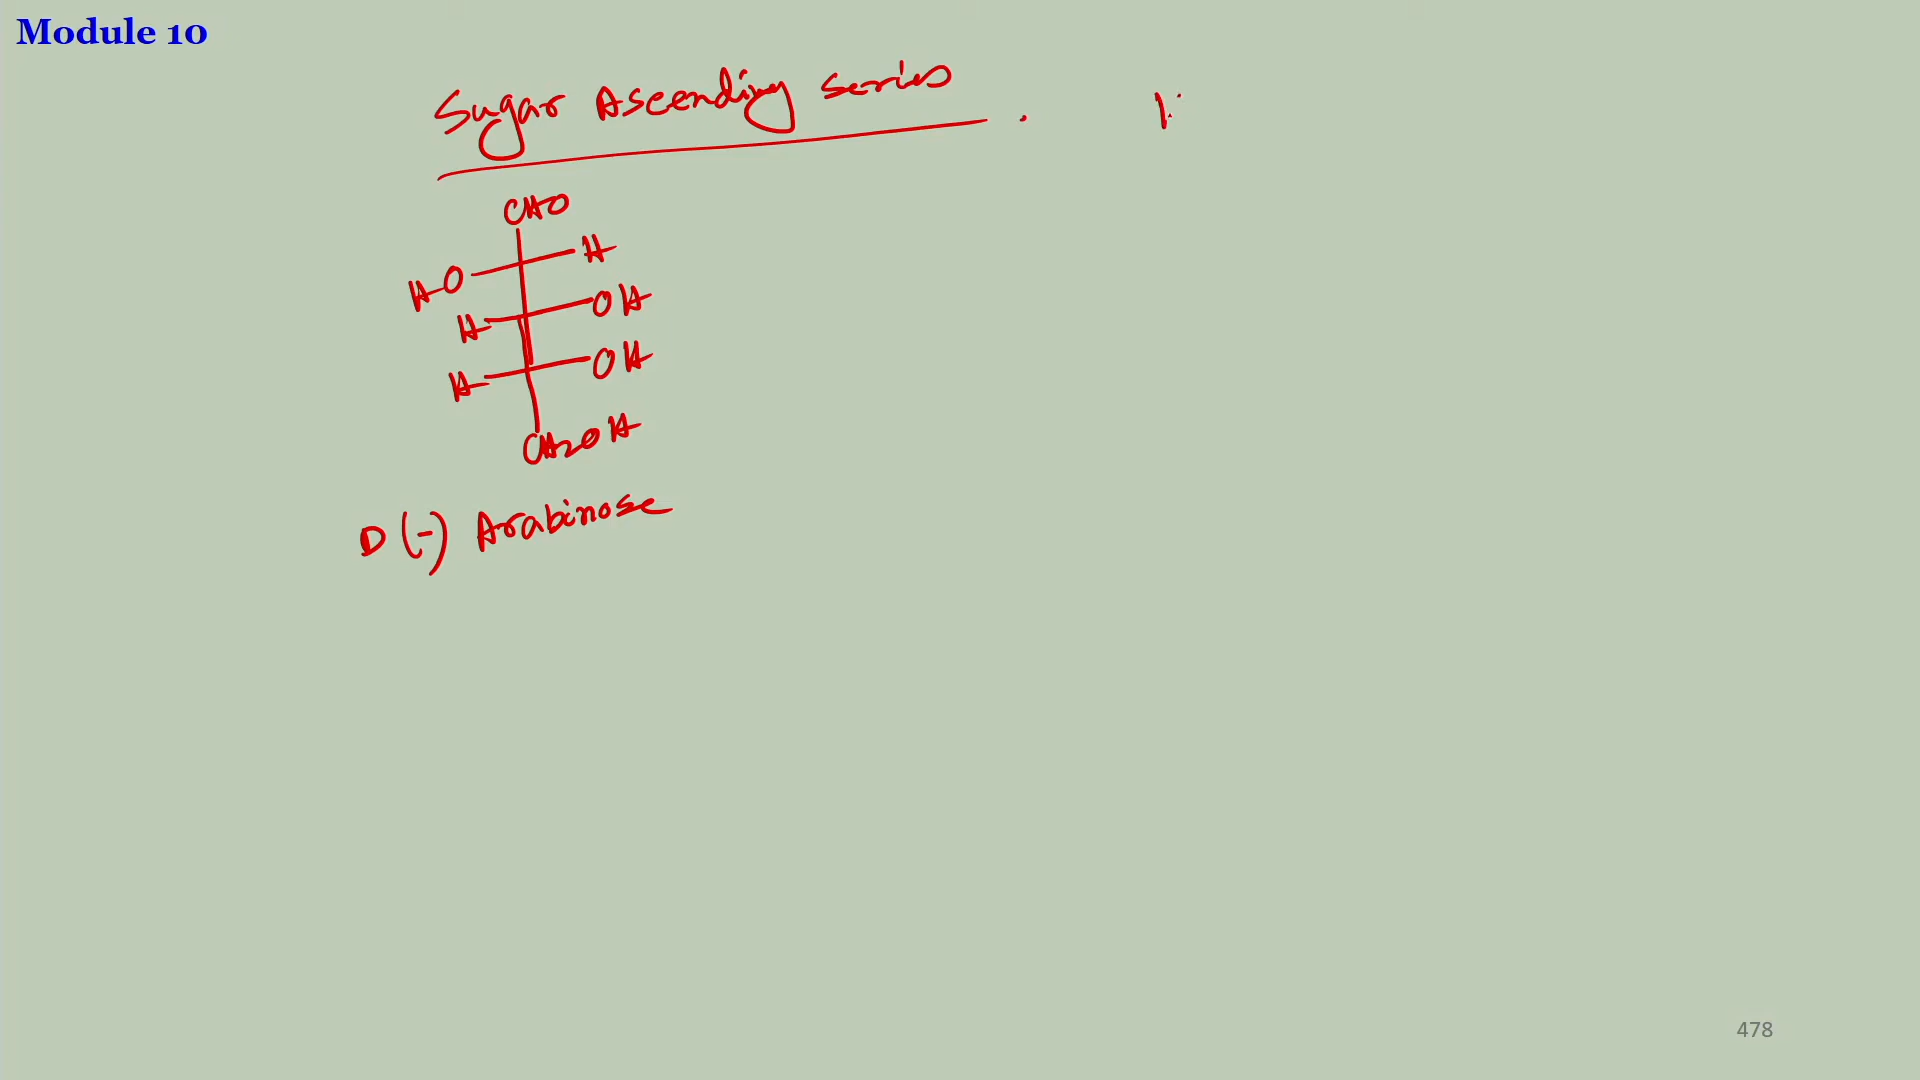 Module 10
Sugar Ascending series .
CHO
HO H
H OH
H OH
CH2OH
D (-) Arabinose
478